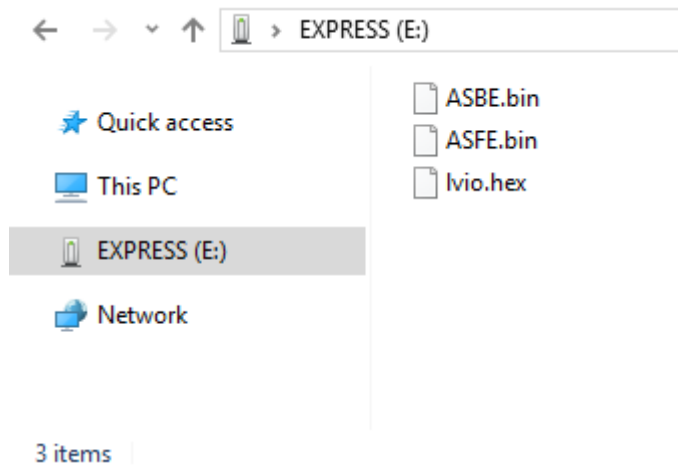 EXPRESS (E:)
Quick access
This PC
EXPRESS (E:)
Network
ASBE.bin
ASFE.bin
lvio.hex
3 items